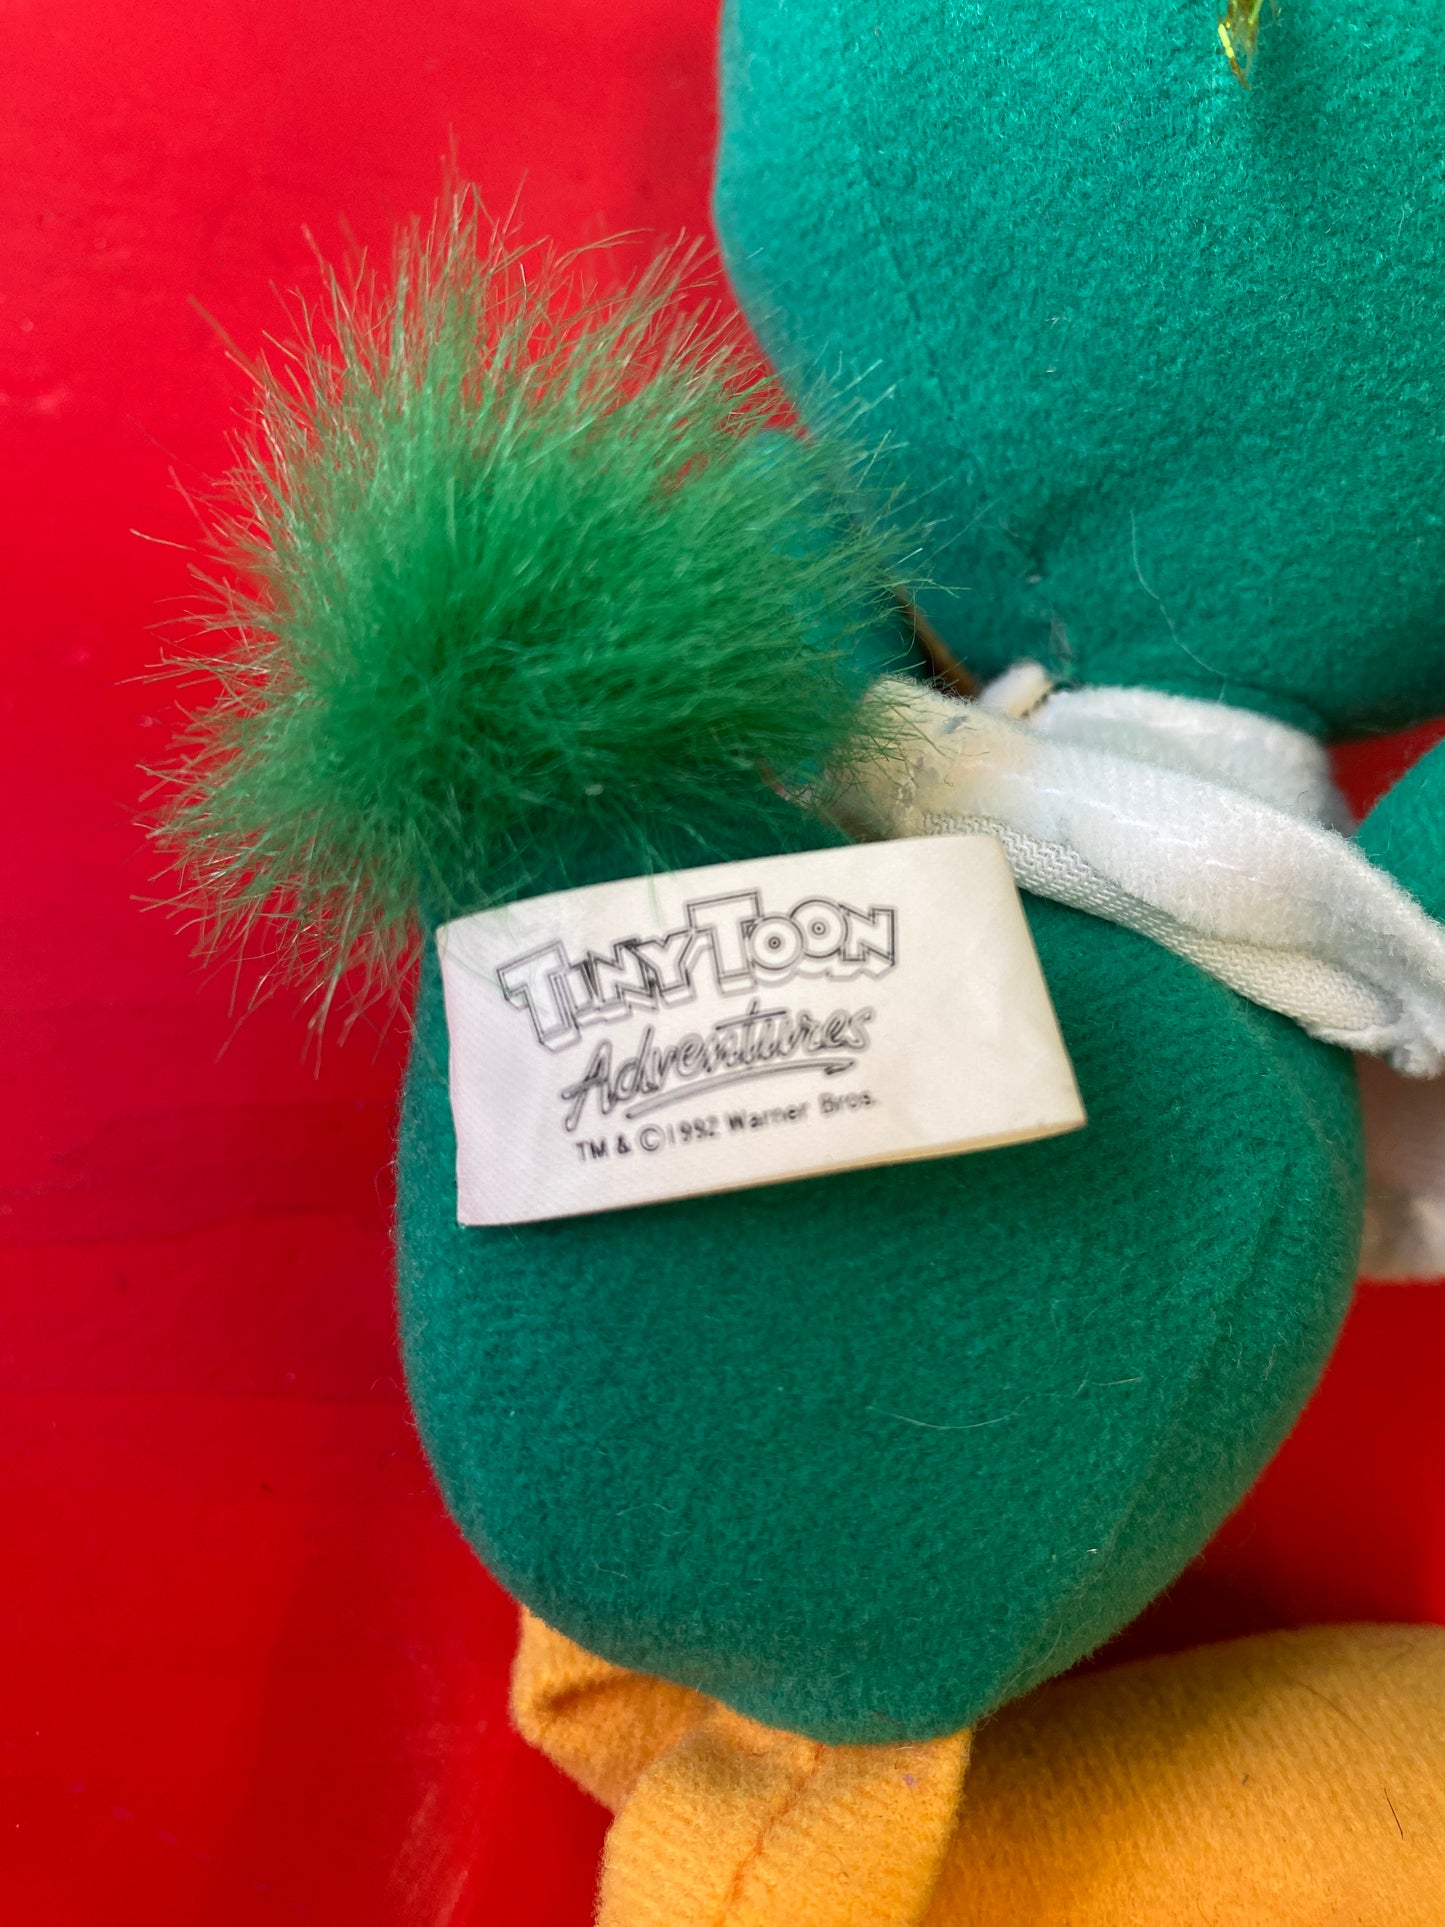 TINY TOON
Adventures
TM & ©1992 Warner Bros.